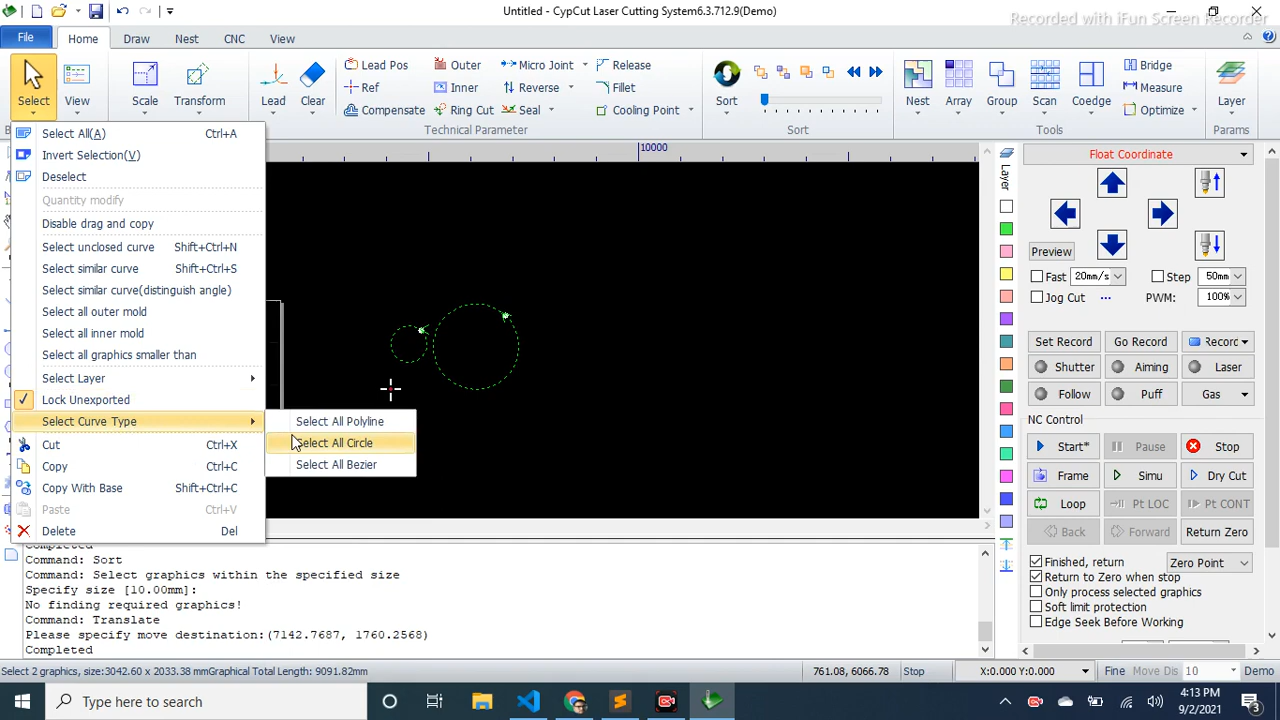 Untitled - CypCut Laser Cutting System6.3.712.9(Demo)
Recorded with iFun Screen Recorder
File Home Draw Nest CNC View
Select View Scale Transform Lead Clear
Lead Pos Outer Micro Joint Release
Ref Inner Reverse Fillet
Compensate Ring Cut Seal Cooling Point
Sort Nest Array Group Scan Coedge
Bridge
Measure
Optimize
Layer
Technical Parameter Sort Tools Params
Select All(A) Ctrl+A
Invert Selection(V)
Deselect
Quantity modify
Disable drag and copy
Select unclosed curve Shift+Ctrl+N
Select similar curve Shift+Ctrl+S
Select similar curve(distinguish angle)
Select all outer mold
Select all inner mold
Select all graphics smaller than
Select Layer
Lock Unexported
Select Curve Type
Cut Ctrl+X
Copy Ctrl+C
Copy With Base Shift+Ctrl+C
Paste Ctrl+V
Delete Del
Select All Polyline
Select All Circle
Select All Bezier
10000
Layer
Float Coordinate
Preview
Fast 20mm/s Step 50mm
Jog Cut PWM: 100%
Set Record Go Record Record
Shutter Aiming Laser
Follow Puff Gas
NC Control
Start* Pause Stop
Frame Simu Dry Cut
Loop Pt LOC Pt CONT
Back Forward Return Zero
Finished, return Zero Point
Return to Zero when stop
Only process selected graphics
Soft limit protection
Edge Seek Before Working
Completed
Command: Sort
Command: Select graphics within the specified size
Specify size [10.00mm]:
No finding required graphics!
Command: Translate
Please specify move destination:(7142.7687, 1760.2568)
Completed
Select 2 graphics, size:3042.60 x 2033.38 mmGraphical Total Length: 9091.82mm
761.08, 6066.78 Stop X:0.000 Y:0.000 Fine Move Dis 10 Demo
Type here to search
4:13 PM
9/2/2021
3